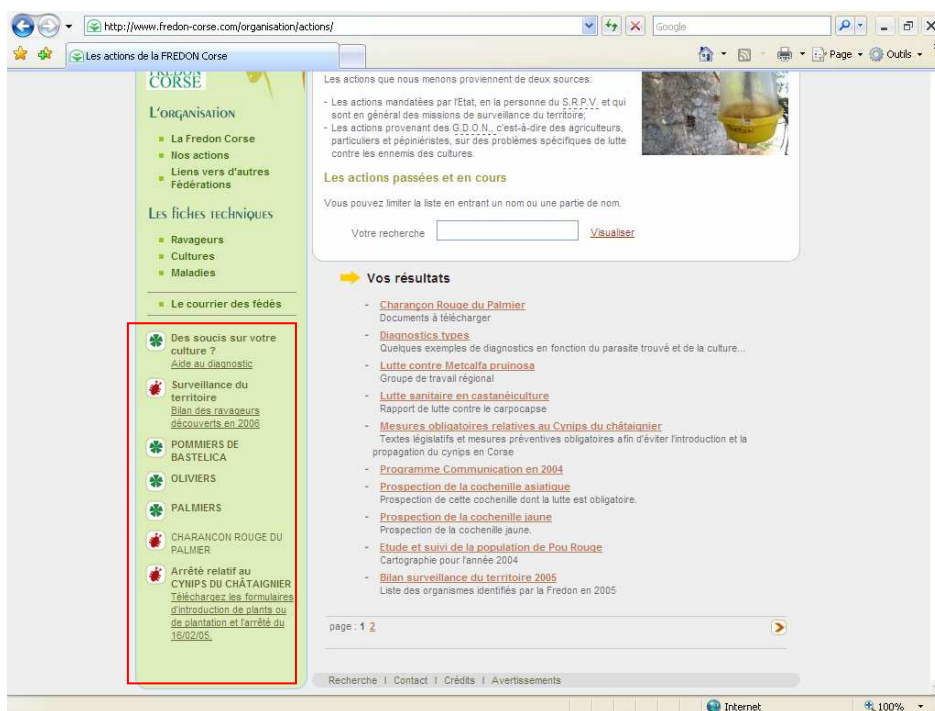 http://www.fredon-corse.com/organisation/actions/
Google
Les actions de la FREDON Corse
Page
Outils
FREDON
CORSE
L'ORGANISATION
La Fredon Corse
Nos actions
Liens vers d'autres
Fédérations
LES fiches TECHNIQUES
Ravageurs
Cultures
Maladies
Le courrier des fédés
Des soucis sur votre
culture ?
Aide au diagnostic
Surveillance du
territoire
Bilan des ravageurs
découverts en 2006
POMMIERS DE
BASTELICA
OLIVIERS
PALMIERS
CHARANCON ROUGE DU
PALMIER
Arrêté relatif au
CYNIPS DU CHÂTAIGNIER
Téléchargez les formulaires
d'introduction de plants ou
de plantation et l'arrêté du
16/02/05.
Les actions que nous menons proviennent de deux sources:
- Les actions mandatées par l'Etat, en la personne du S.R.P.V. et qui
sont en général des missions de surveillance du territoire;
- Les actions provenant des G.D.O.N., c'est-à-dire des agriculteurs,
particuliers et pépiniéristes, sur des problèmes spécifiques de lutte
contre les ennemis des cultures.
Les actions passées et en cours
Vous pouvez limiter la liste en entrant un nom ou une partie de nom.
Votre recherche
Visualiser
Vos résultats
- Charançon Rouge du Palmier
Documents à télécharger
- Diagnostics types
Quelques exemples de diagnostics en fonction du parasite trouvé et de la culture...
- Lutte contre Metcalfa pruinosa
Groupe de travail régional
- Lutte sanitaire en castanéiculture
Rapport de lutte contre le carpocapse
- Mesures obligatoires relatives au Cynips du châtaignier
Textes législatifs et mesures préventives obligatoires afin d'éviter l'introduction et la
propagation du cynips en Corse
- Programme Communication en 2004
- Prospection de la cochenille asiatique
Prospection de cette cochenille dont la lutte est obligatoire.
- Prospection de la cochenille jaune
Prospection de la cochenille jaune.
- Etude et suivi de la population de Pou Rouge
Cartographie pour l'année 2004
- Bilan surveillance du territoire 2005
Liste des organismes identifiés par la Fredon en 2005
page : 1 2
Recherche I Contact I Crédits I Avertissements
Internet
100%